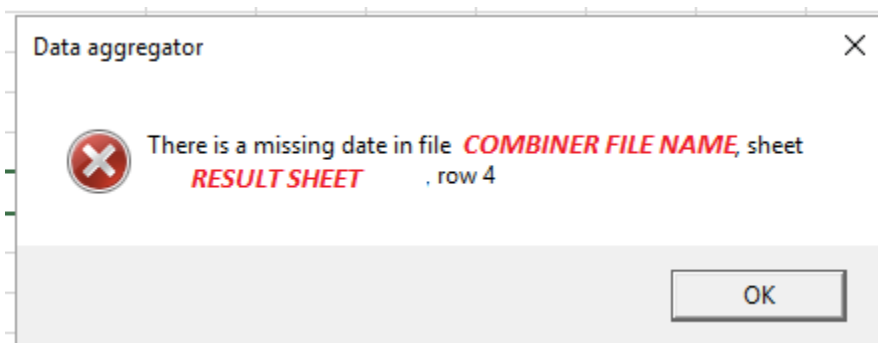 Data aggregator
There is a missing date in file COMBINER FILE NAME, sheet
RESULT SHEET , row 4
OK